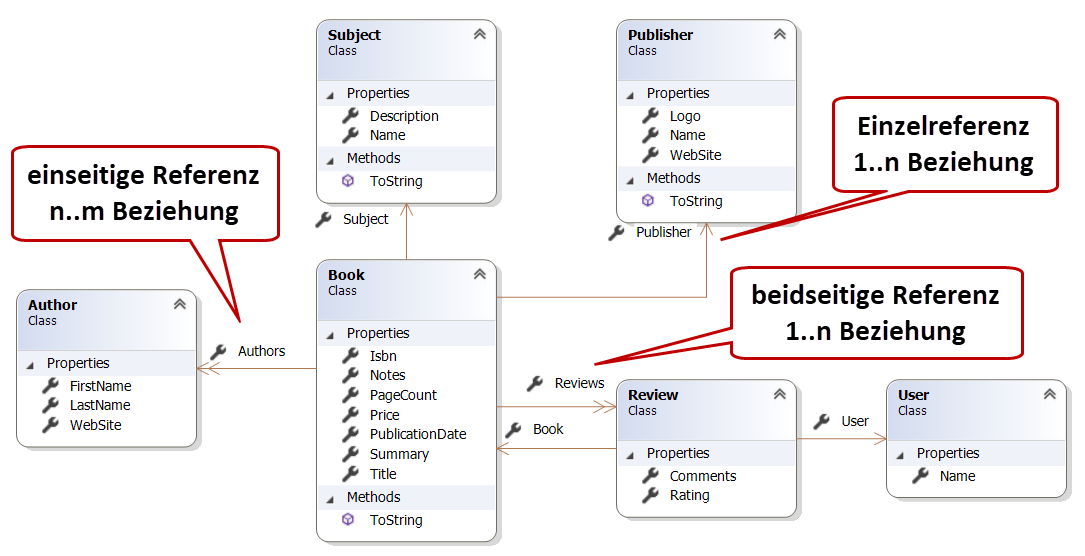 Subject
Class
Properties
Description
Name
Methods
ToString
Publisher
Class
Properties
Logo
Name
WebSite
Methods
ToString
Einzelreferenz
1..n Beziehung
einseitige Referenz
n..m Beziehung
Subject
Publisher
Book
Class
Properties
Isbn
Notes
PageCount
Price
PublicationDate
Summary
Title
Methods
ToString
beidseitige Referenz
1..n Beziehung
Author
Class
Properties
FirstName
LastName
WebSite
Authors
Reviews
Book
Review
Class
Properties
Comments
Rating
User
User
Class
Properties
Name